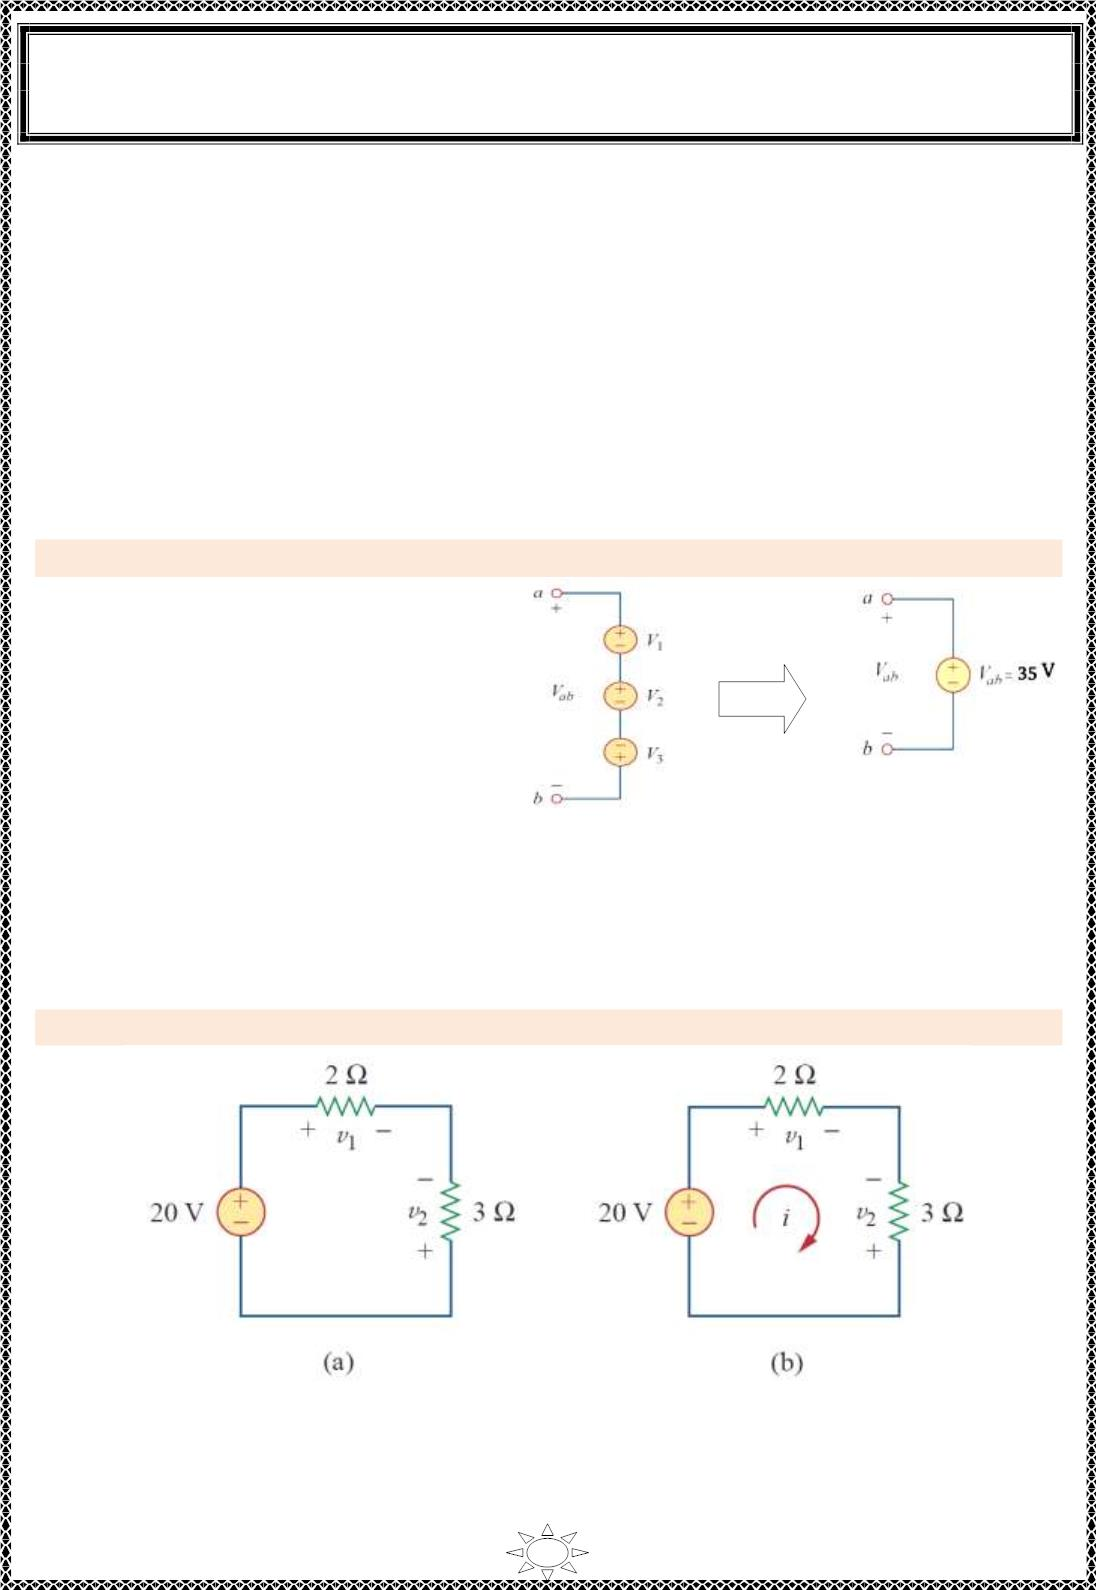 a
+
V1
Vab
V2
V3
−
b
a
+
Vab
Vab = 35 V
−
b
2 Ω
+ v1 −
20 V
−
v2
+
3 Ω
(a)
2 Ω
+ v1 −
20 V
i
−
v2
+
3 Ω
(b)